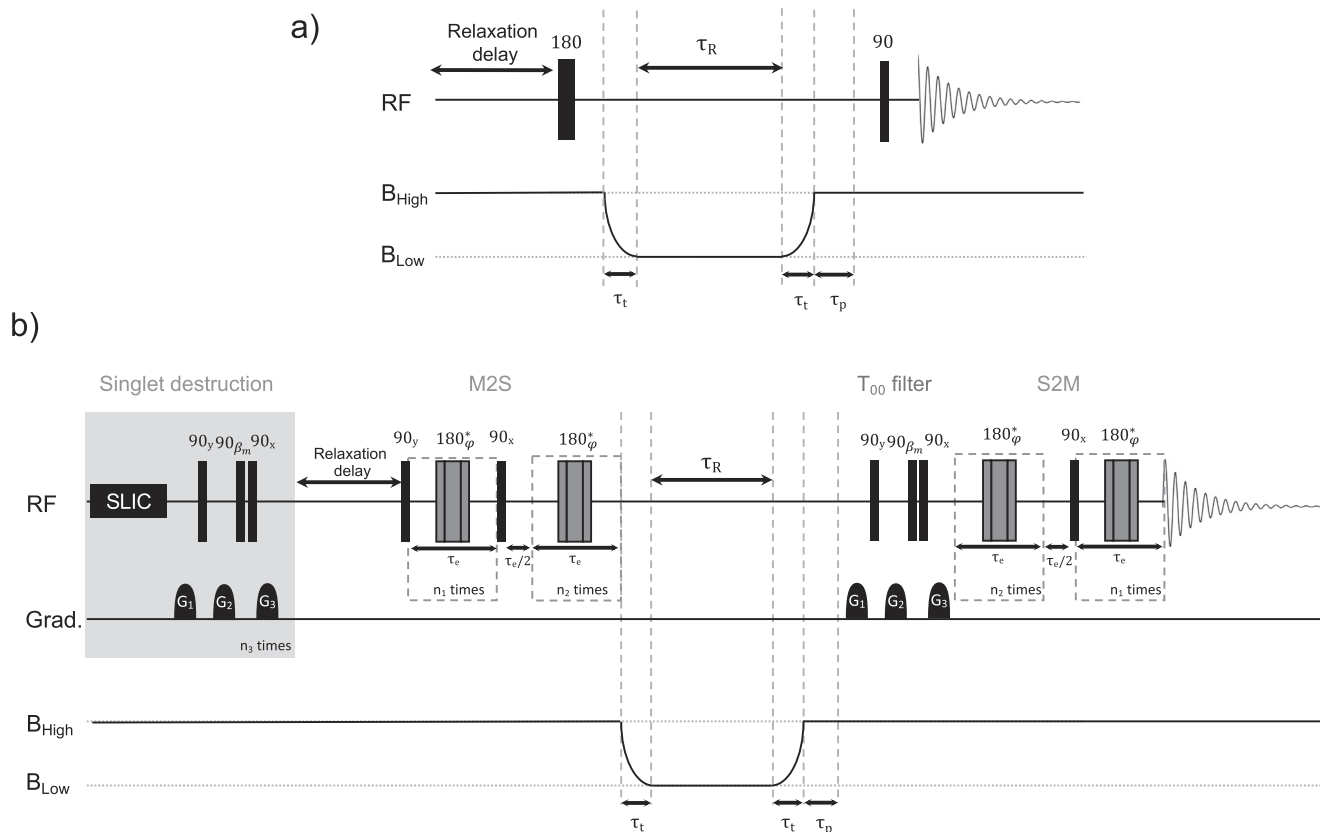 a)
Relaxation
delay
180
τR
90
RF
BHigh
BLow
τt
τt
τp
b)
Singlet destruction
M2S
T00 filter
S2M
90y 90βm 90x
Relaxation
delay
90y
180*φ
90x
180*φ
τR
90y 90βm 90x
180*φ
90x
180*φ
RF
SLIC
τe
τe/2
τe
τe
τe/2
τe
n1 times
n2 times
n2 times
n1 times
Grad.
G1
G2
G3
G1
G2
G3
n3 times
BHigh
BLow
τt
τt
τp